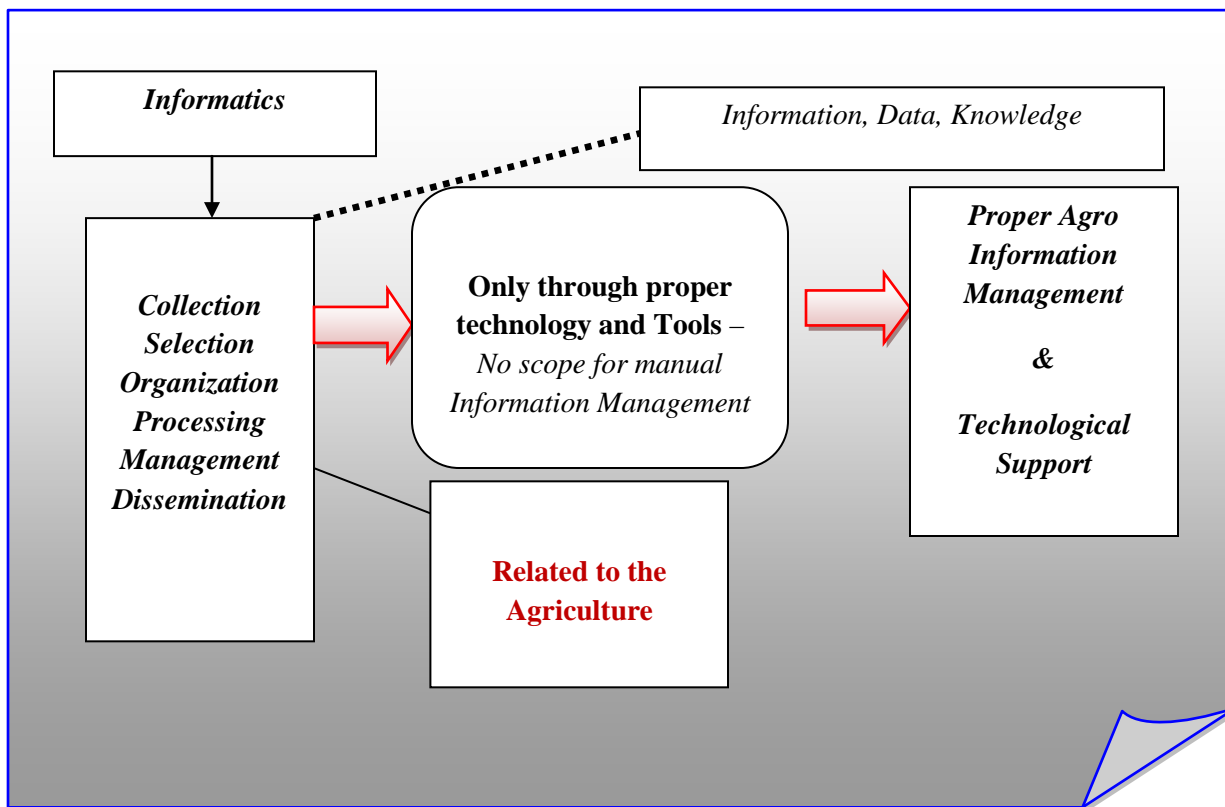 Informatics
Information, Data, Knowledge
Collection
Selection
Organization
Processing
Management
Dissemination
Only through proper
technology and Tools –
No scope for manual
Information Management
Proper Agro
Information
Management
&
Technological
Support
Related to the
Agriculture